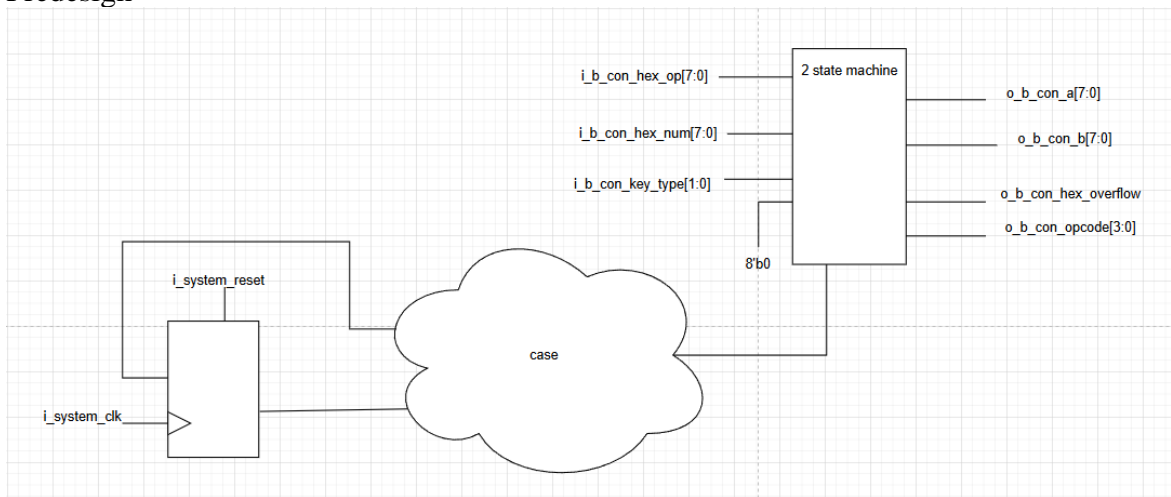 Predesign
i_b_con_hex_op[7:0]
2 state machine
o_b_con_a[7:0]
i_b_con_hex_num[7:0]
o_b_con_b[7:0]
i_b_con_key_type[1:0]
o_b_con_hex_overflow
o_b_con_opcode[3:0]
8'b0
i_system_reset
case
i_system_clk